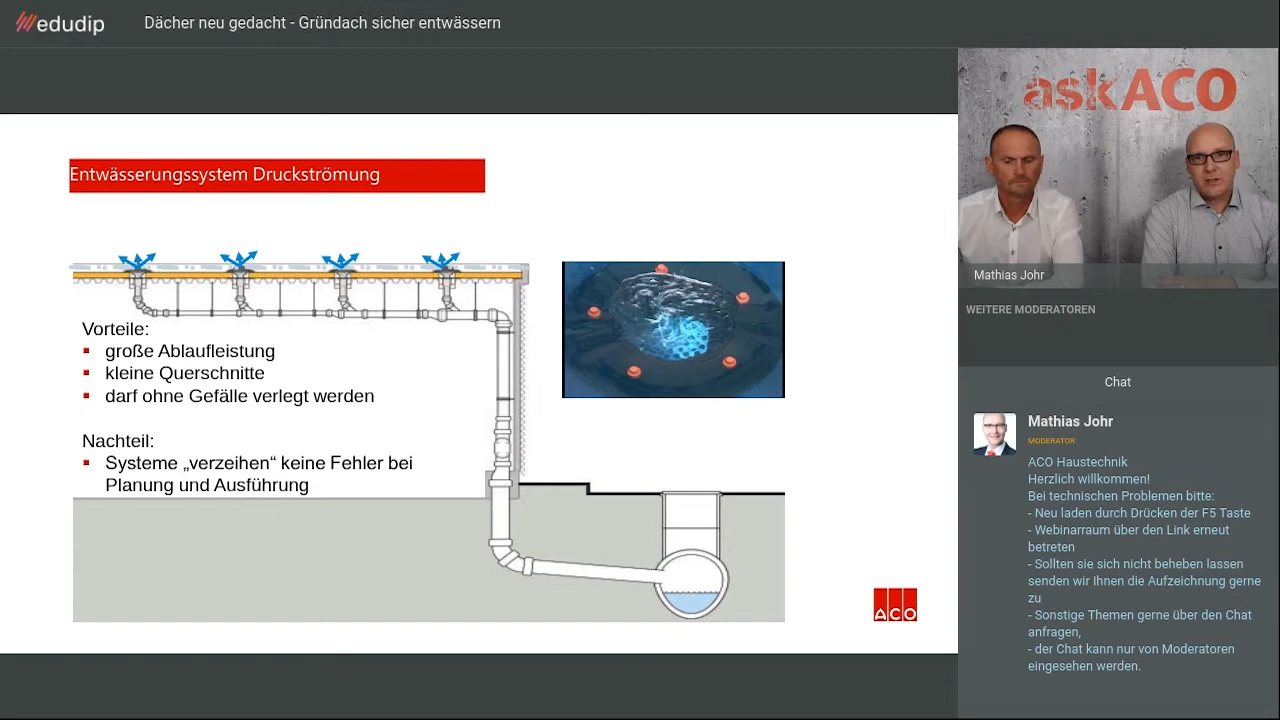 edudip
Dächer neu gedacht - Gründach sicher entwässern
Entwässerungssystem Druckströmung
Vorteile:
große Ablaufleistung
kleine Querschnitte
darf ohne Gefälle verlegt werden
Nachteil:
Systeme „verzeihen“ keine Fehler bei
Planung und Ausführung
ACO
askACO
Mathias Johr
WEITERE MODERATOREN
Chat
Mathias Johr
MODERATOR
ACO Haustechnik
Herzlich willkommen!
Bei technischen Problemen bitte:
- Neu laden durch Drücken der F5 Taste
- Webinarraum über den Link erneut
betreten
- Sollten sie sich nicht beheben lassen
senden wir Ihnen die Aufzeichnung gerne
zu
- Sonstige Themen gerne über den Chat
anfragen,
- der Chat kann nur von Moderatoren
eingesehen werden.